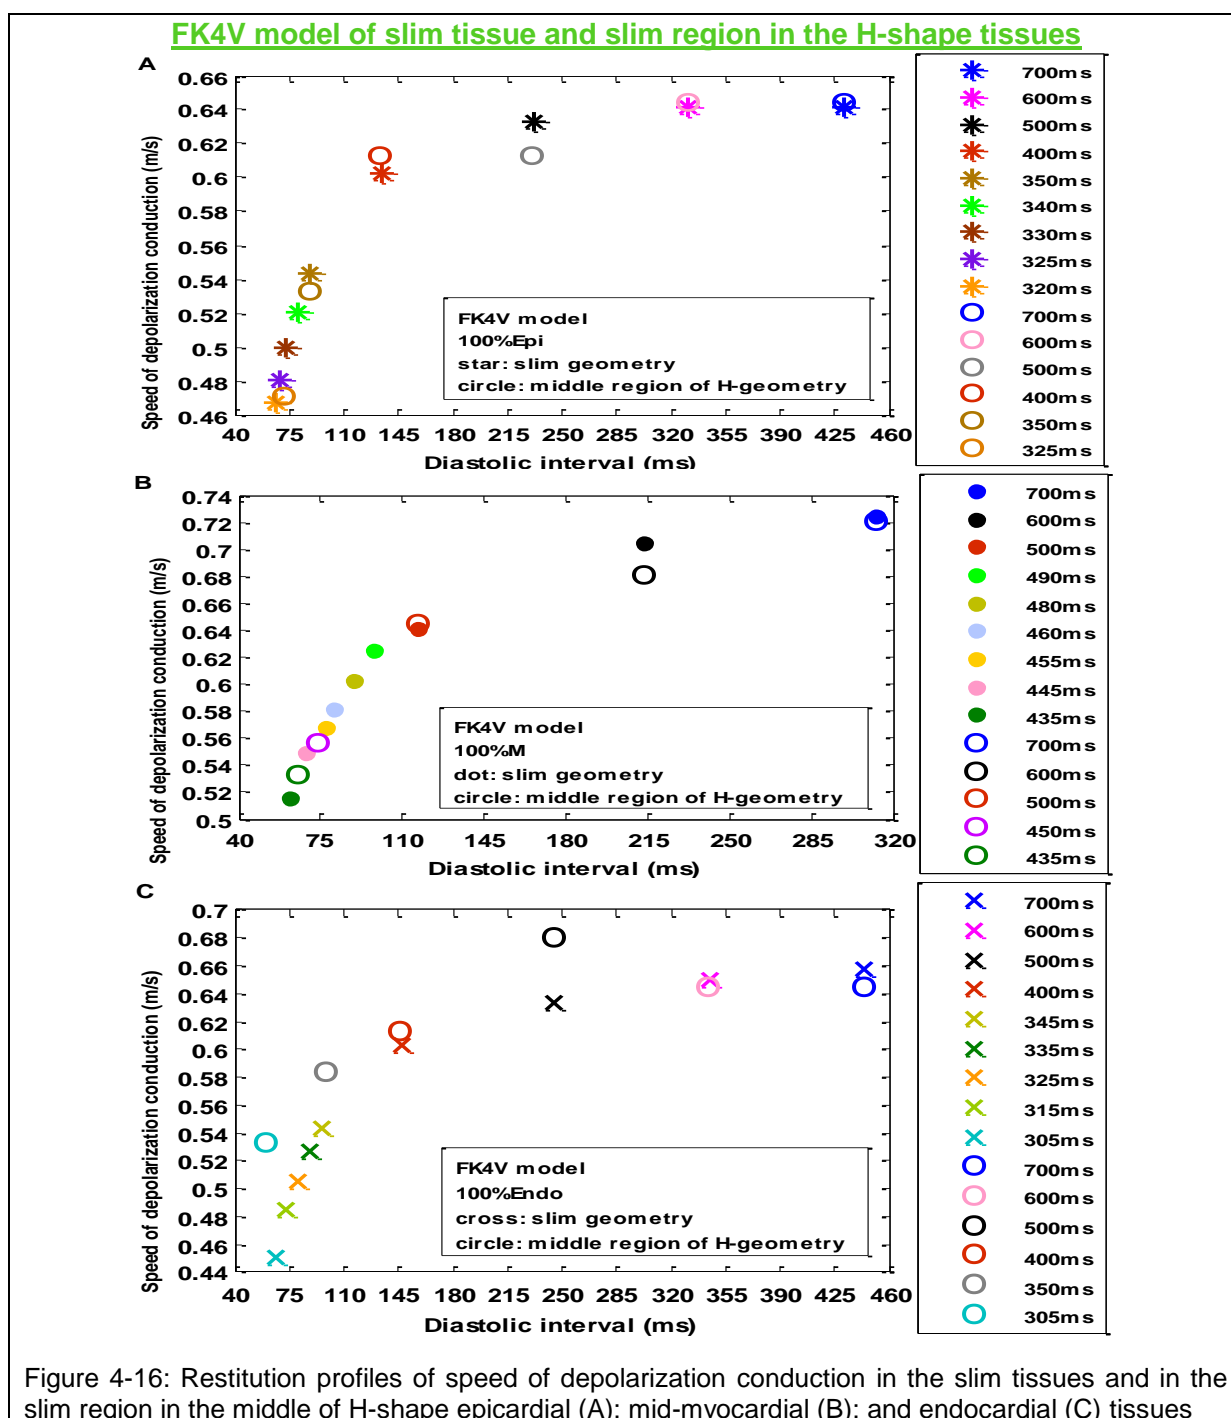 FK4V model of slim tissue and slim region in the H-shape tissues
A
Speed of depolarization conduction (m/s)
0.66
0.64
0.62
0.6
0.58
0.56
0.54
0.52
0.5
0.48
0.46
40 75 110 145 180 215 250 285 320 355 390 425 460
Diastolic interval (ms)
FK4V model
100%Epi
star: slim geometry
circle: middle region of H-geometry
700ms
600ms
500ms
400ms
350ms
340ms
330ms
325ms
320ms
700ms
600ms
500ms
400ms
350ms
325ms
B
Speed of depolarization conduction (m/s)
0.74
0.72
0.7
0.68
0.66
0.64
0.62
0.6
0.58
0.56
0.54
0.52
0.5
40 75 110 145 180 215 250 285 320
Diastolic interval (ms)
FK4V model
100%M
dot: slim geometry
circle: middle region of H-geometry
700ms
600ms
500ms
490ms
480ms
460ms
455ms
445ms
435ms
700ms
600ms
500ms
450ms
435ms
C
Speed of depolarization conduction (m/s)
0.7
0.68
0.66
0.64
0.62
0.6
0.58
0.56
0.54
0.52
0.5
0.48
0.46
0.44
40 75 110 145 180 215 250 285 320 355 390 425 460
Diastolic interval (ms)
FK4V model
100%Endo
cross: slim geometry
circle: middle region of H-geometry
700ms
600ms
500ms
400ms
345ms
335ms
325ms
315ms
305ms
700ms
600ms
500ms
400ms
350ms
305ms
Figure 4-16: Restitution profiles of speed of depolarization conduction in the slim tissues and in the
slim region in the middle of H-shape epicardial (A); mid-myocardial (B); and endocardial (C) tissues